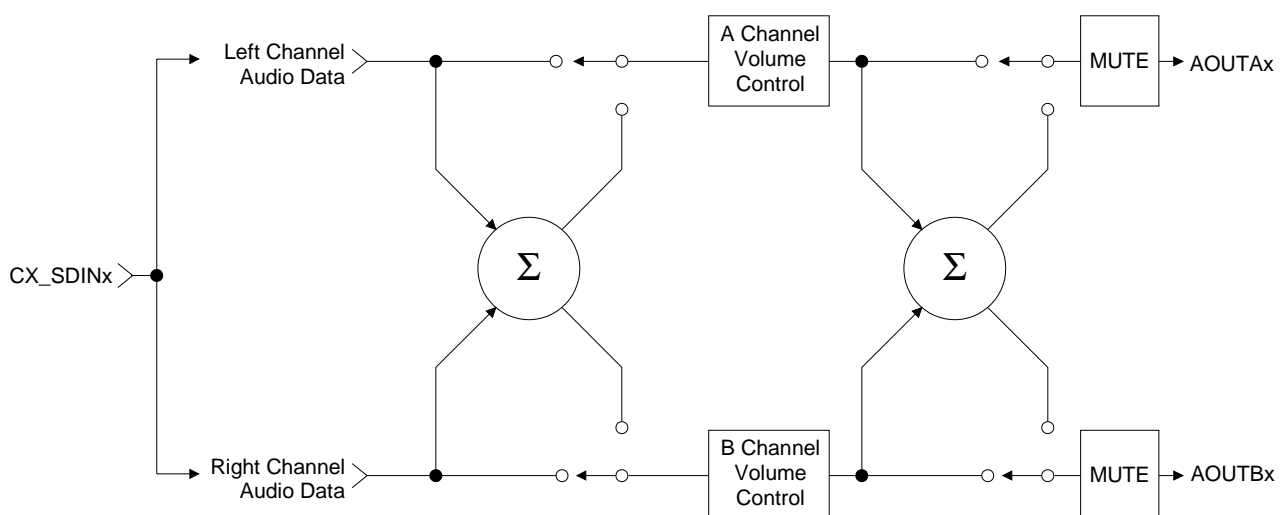 Left Channel
Audio Data
A Channel
Volume
Control
MUTE
AOUTAx
CX_SDINx
Σ
Σ
Right Channel
Audio Data
B Channel
Volume
Control
MUTE
AOUTBx